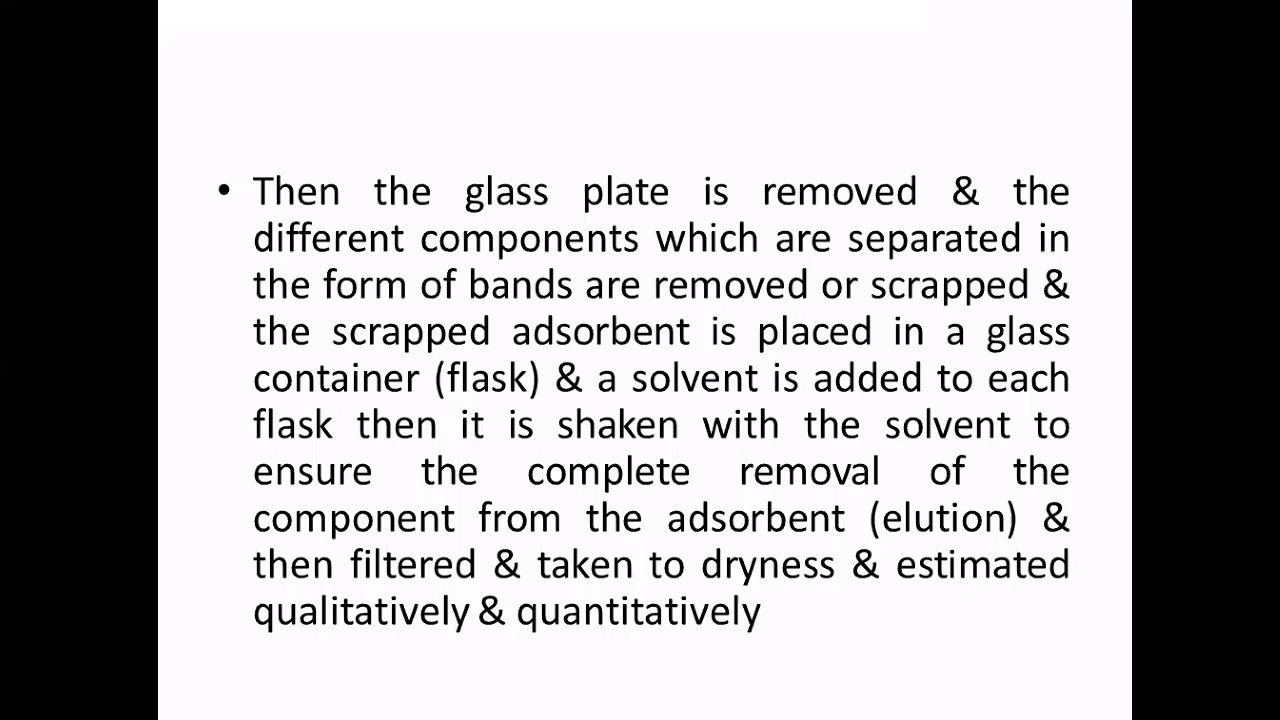 • Then the glass plate is removed & the
different components which are separated in
the form of bands are removed or scrapped &
the scrapped adsorbent is placed in a glass
container (flask) & a solvent is added to each
flask then it is shaken with the solvent to
ensure the complete removal of the
component from the adsorbent (elution) &
then filtered & taken to dryness & estimated
qualitatively & quantitatively